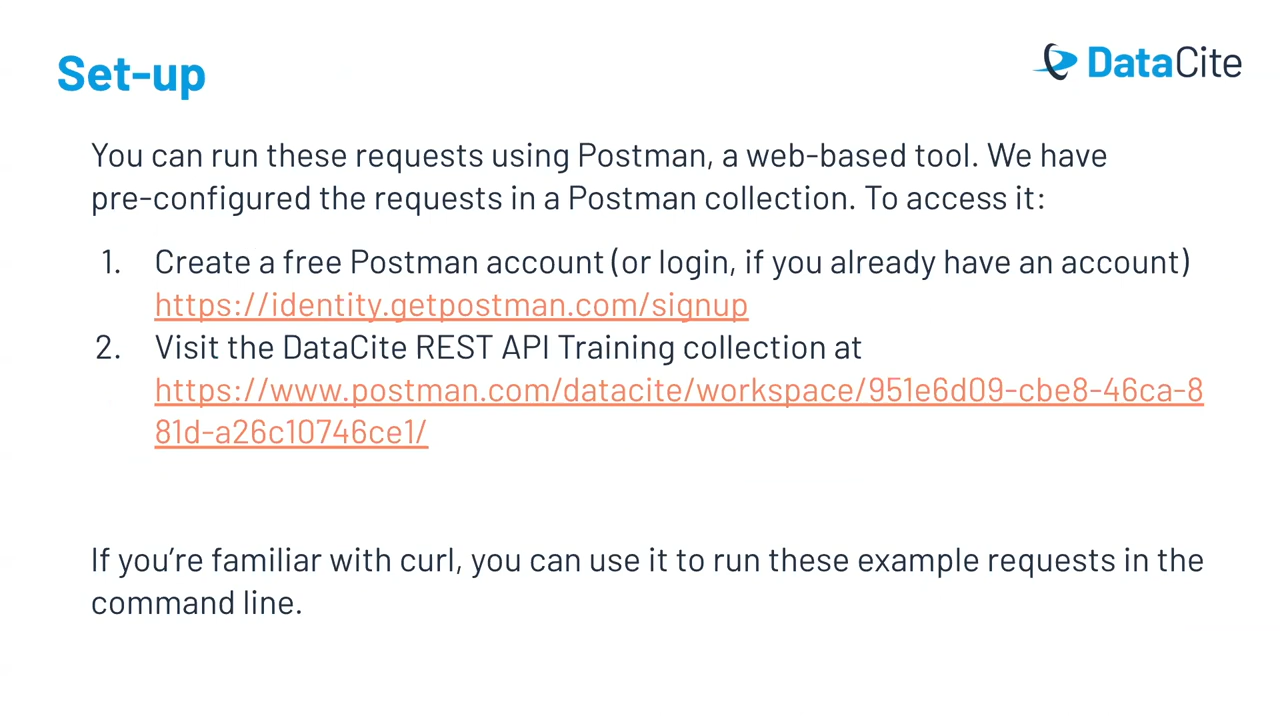 Set-up
DataCite
You can run these requests using Postman, a web-based tool. We have
pre-configured the requests in a Postman collection. To access it:
1. Create a free Postman account (or login, if you already have an account)
https://identity.getpostman.com/signup
2. Visit the DataCite REST API Training collection at
https://www.postman.com/datacite/workspace/951e6d09-cbe8-46ca-8
81d-a26c10746ce1/
If you’re familiar with curl, you can use it to run these example requests in the
command line.